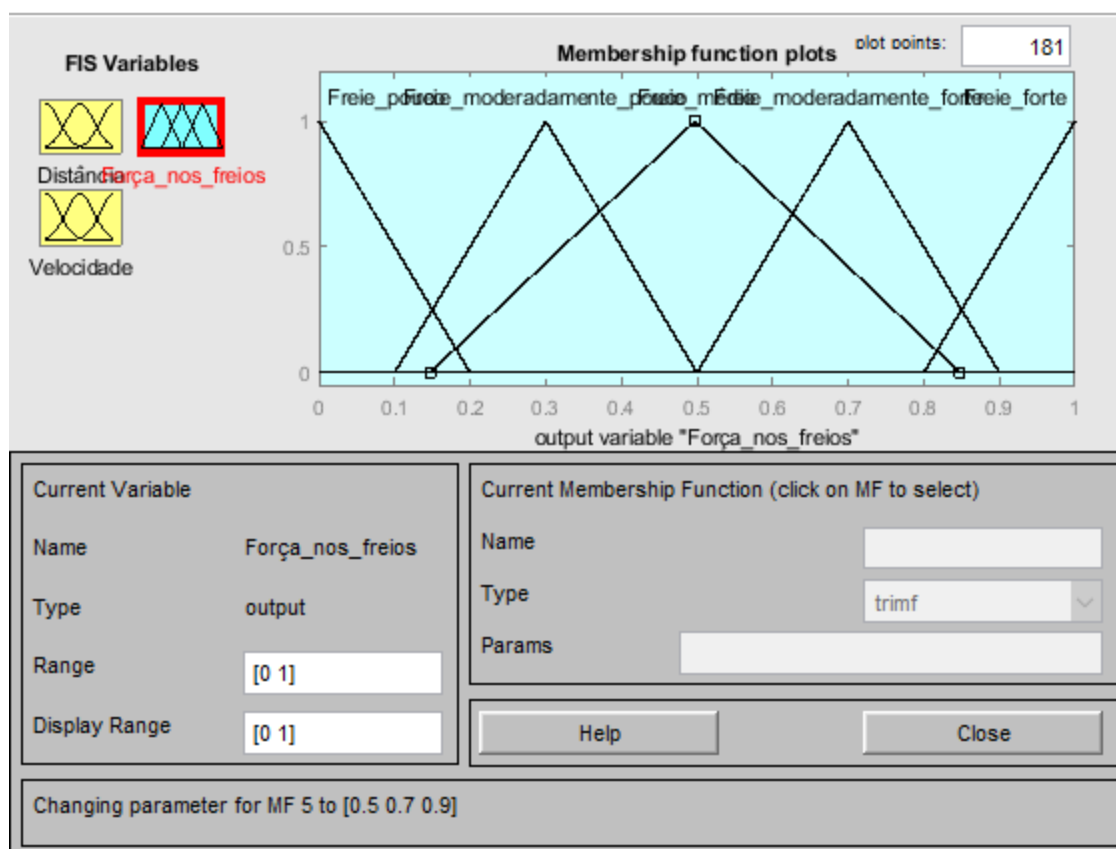 FIS Variables
Membership function plots
plot points:
181
Distância
Força_nos_freios
Velocidade
Freie_pouco
Freie_moderadamente_pouco
Freie_médio
Freie_moderadamente_forte
Freie_forte
1
0.5
0
0 0.1 0.2 0.3 0.4 0.5 0.6 0.7 0.8 0.9 1
output variable "Força_nos_freios"
Current Variable
Name Força_nos_freios
Type output
Range [0 1]
Display Range [0 1]
Current Membership Function (click on MF to select)
Name
Type trimf
Params
Help Close
Changing parameter for MF 5 to [0.5 0.7 0.9]